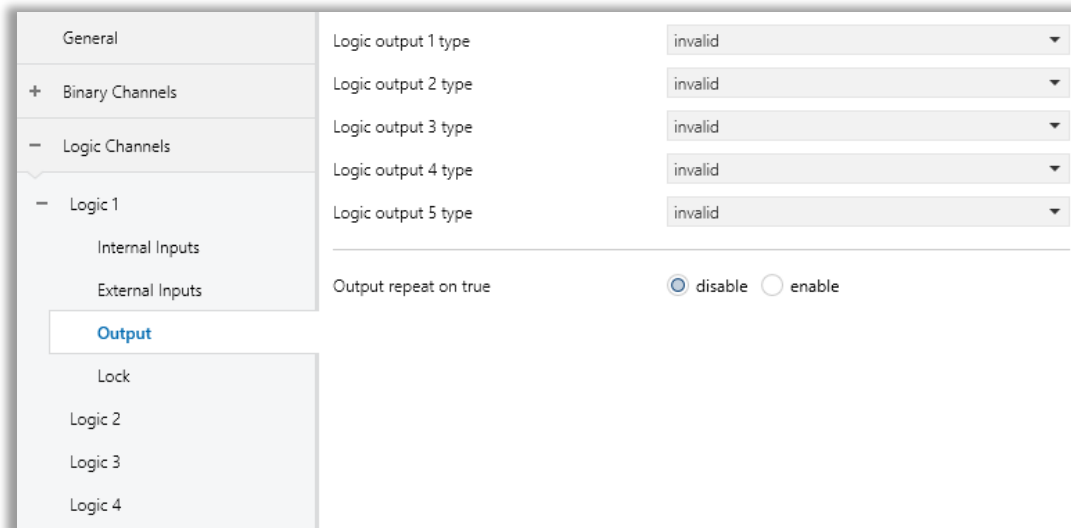 General
+ Binary Channels
− Logic Channels
− Logic 1
Internal Inputs
External Inputs
Output
Lock
Logic 2
Logic 3
Logic 4
Logic output 1 type invalid
Logic output 2 type invalid
Logic output 3 type invalid
Logic output 4 type invalid
Logic output 5 type invalid
Output repeat on true disable enable